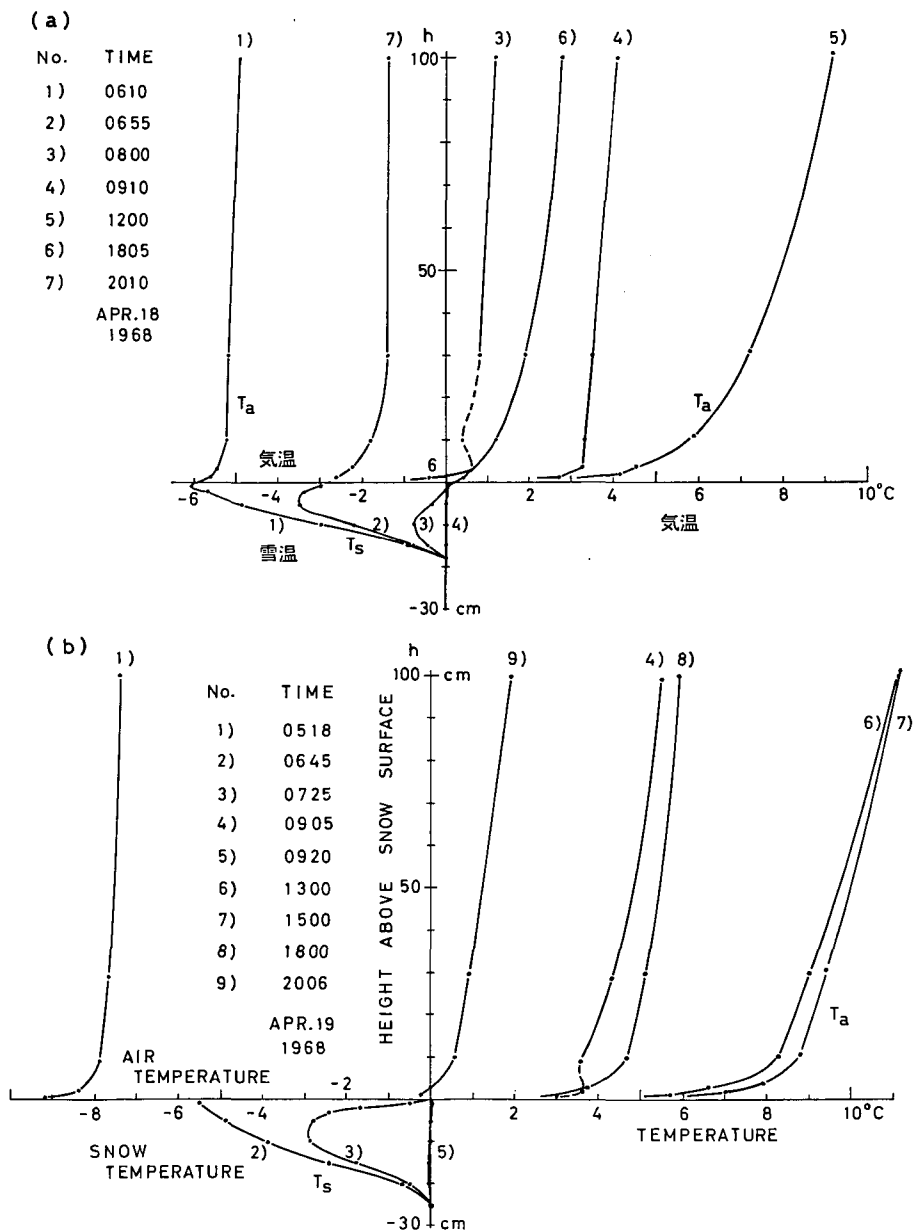 (a)
No. TIME
1) 0610
2) 0655
3) 0800
4) 0910
5) 1200
6) 1805
7) 2010
APR.18
1968
1) 7) h 3) 6) 4) 5)
100
50
Ta
Ta
気温
6
-6 -4 -2 2 4 6 8 10°C
1) 2) 3) 4)
気温
雪温
Ts
-30 cm
(b)
1) h 9) 4) 8)
100 cm
No. TIME
1) 0518
2) 0645
3) 0725
4) 0905
5) 0920
6) 1300
7) 1500
8) 1800
9) 2006
APR.19
1968
HEIGHT ABOVE SNOW SURFACE
6) 7)
50
Ta
AIR
TEMPERATURE
-2
-8 -6 -4 2 4 6 8 10°C
TEMPERATURE
SNOW
TEMPERATURE
2) 3) 5)
Ts
-30 cm